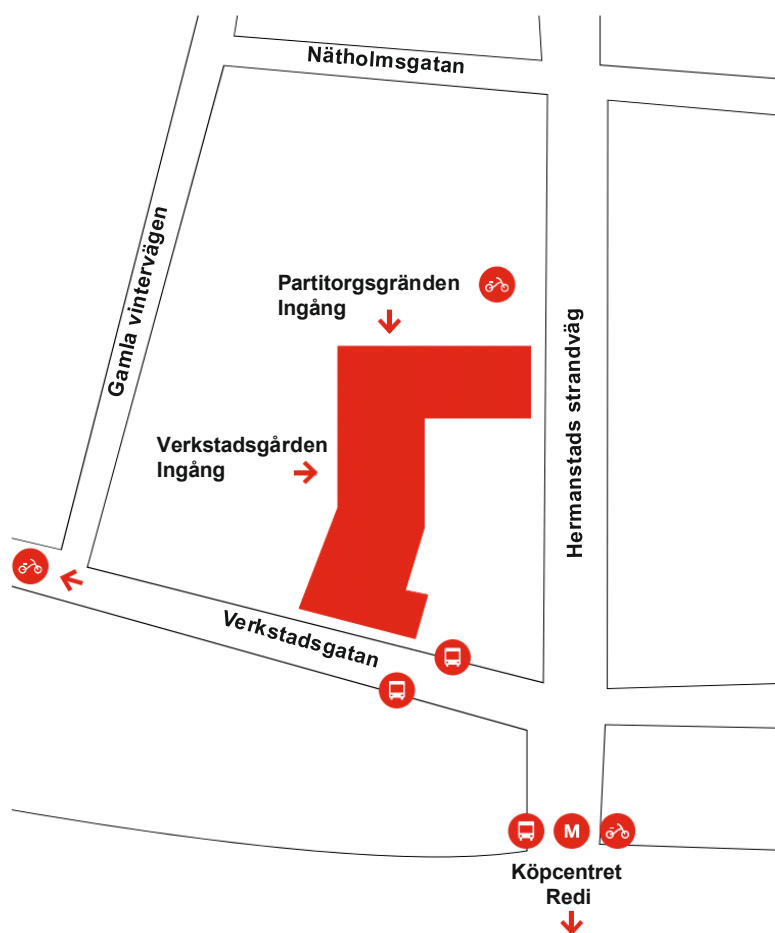 Nätholmsgatan
Gamla vintervägen
Partitorgsgränden
Ingång
Hermanstads strandväg
Verkstadsgården
Ingång
Verkstadsgatan
M
Köpcentret
Redi